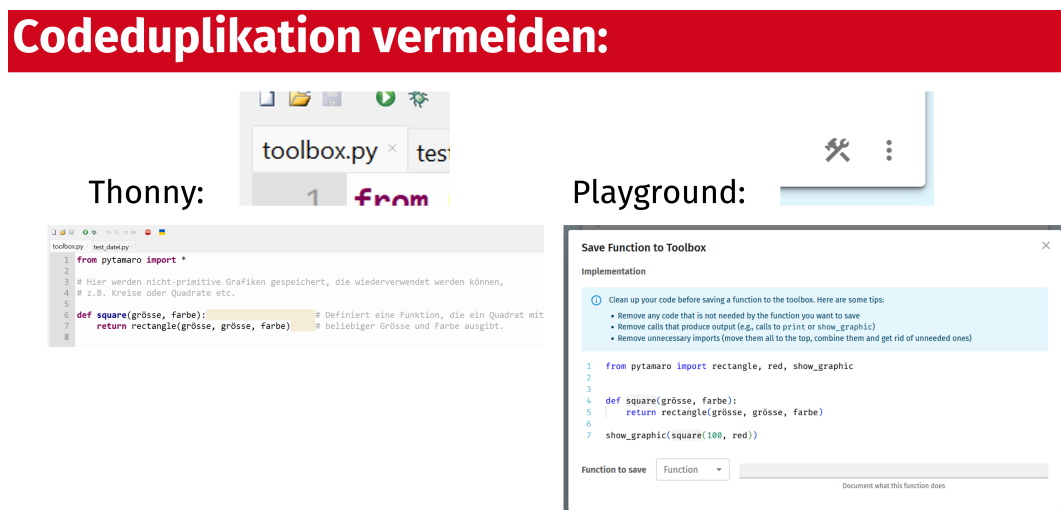 Codeduplikation vermeiden:
Thonny:
toolbox.py × tes
1 from
toolbox.py × test_datei.py ×
1 from pytamaro import *
2
3 # Hier werden nicht-primitive Grafiken gespeichert, die wiederverwendet werden können,
4 # z.B. Kreise oder Quadrate etc.
5
6 def square(grösse, farbe): # Definiert eine Funktion, die ein Quadrat mit
7 return rectangle(grösse, grösse, farbe) # beliebiger Grösse und Farbe ausgibt.
8
Playground:
Save Function to Toolbox
Implementation
Clean up your code before saving a function to the toolbox. Here are some tips:
• Remove any code that is not needed by the function you want to save
• Remove calls that produce output (e.g., calls to print or show_graphic)
• Remove unnecessary imports (move them all to the top, combine them and get rid of unneeded ones)
1 from pytamaro import rectangle, red, show_graphic
2
3
4 def square(grösse, farbe):
5 return rectangle(grösse, grösse, farbe)
6
7 show_graphic(square(100, red))
Function to save Function
Document what this function does